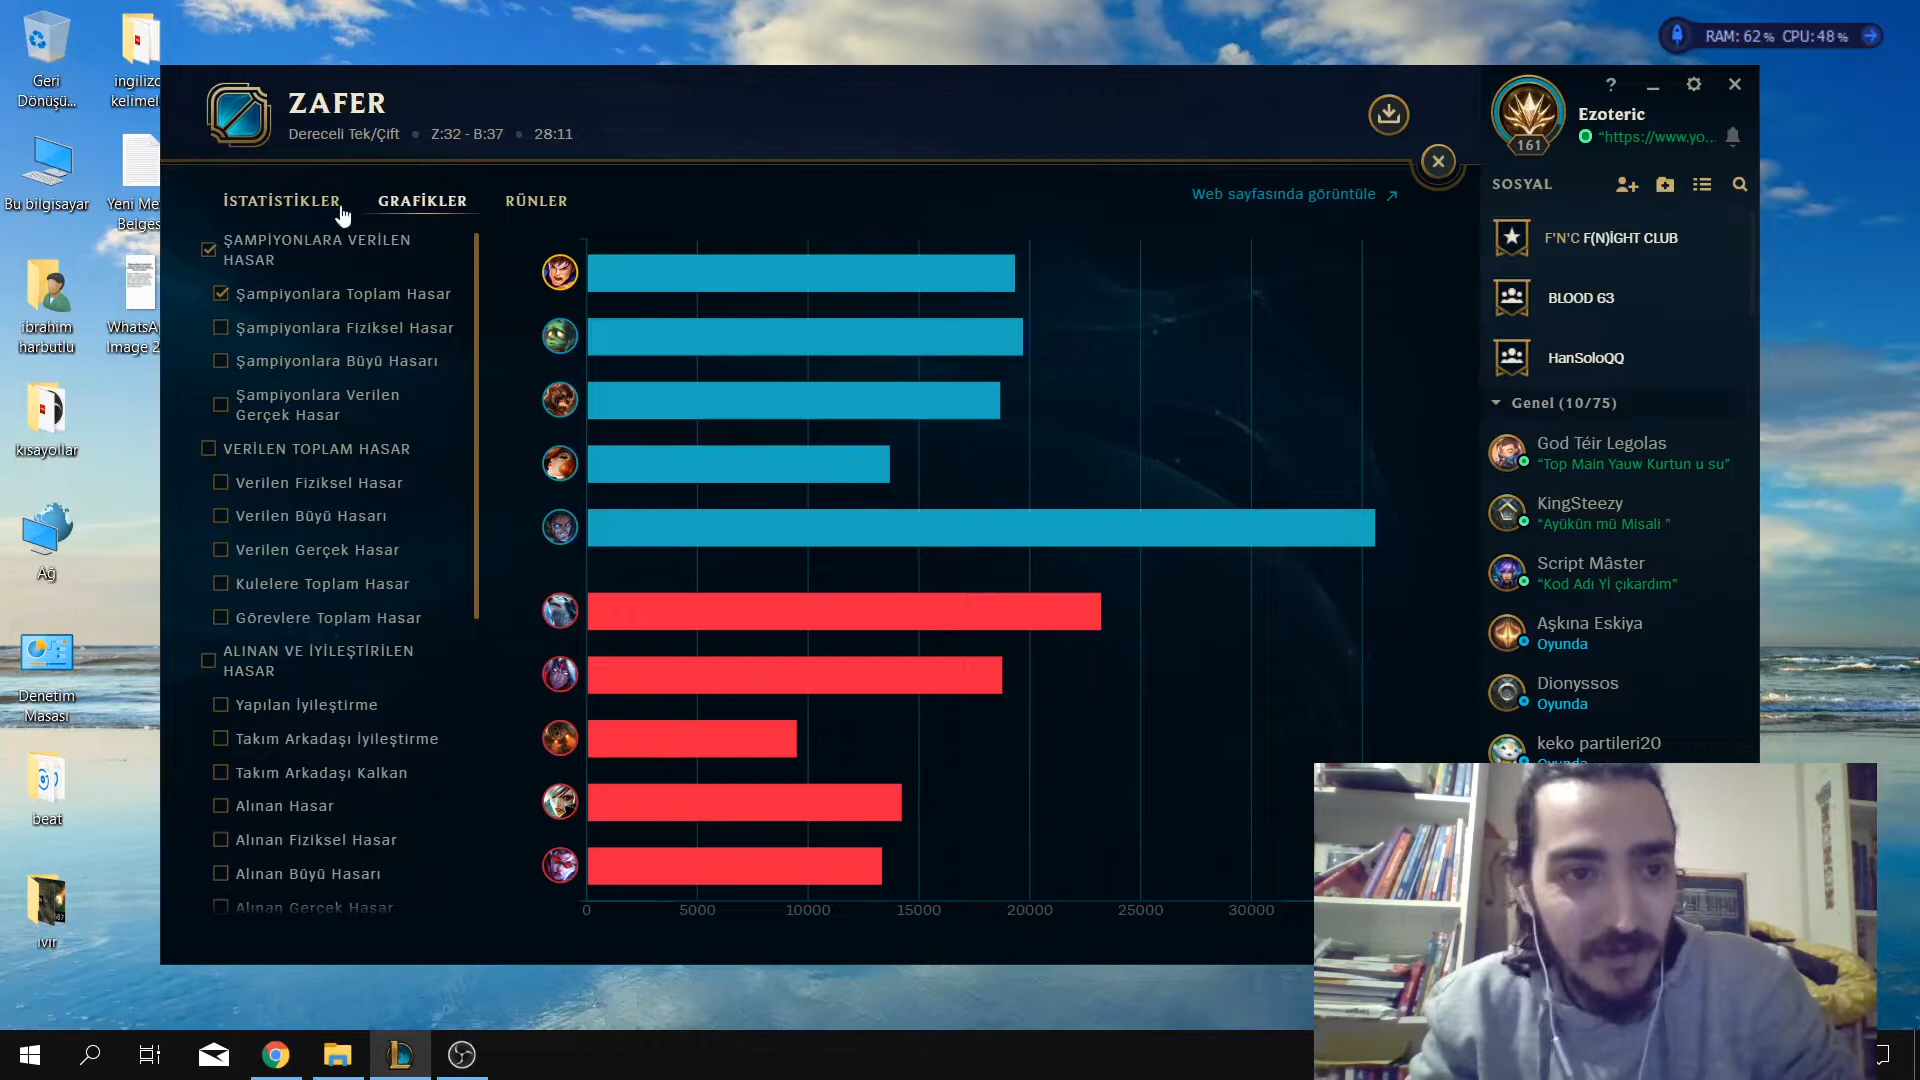 Geri
Dönüşü...
ingilizc
kelimel
Bu bilgisayar
Yeni Me
Belges
ibrahim
harbutlu
WhatsA
Image 2
kısayollar
Ağ
Denetim
Masası
beat
ıvır
RAM: 62% CPU: 48%
ZAFER
Dereceli Tek/Çift • Z:32 - B:37 • 28:11
İSTATİSTİKLER
GRAFİKLER
RÜNLER
Web sayfasında görüntüle
ŞAMPİYONLARA VERİLEN
HASAR
Şampiyonlara Toplam Hasar
Şampiyonlara Fiziksel Hasar
Şampiyonlara Büyü Hasarı
Şampiyonlara Verilen
Gerçek Hasar
VERİLEN TOPLAM HASAR
Verilen Fiziksel Hasar
Verilen Büyü Hasarı
Verilen Gerçek Hasar
Kulelere Toplam Hasar
Görevlere Toplam Hasar
ALINAN VE İYİLEŞTİRİLEN
HASAR
Yapılan İyileştirme
Takım Arkadaşı İyileştirme
Takım Arkadaşı Kalkan
Alınan Hasar
Alınan Fiziksel Hasar
Alınan Büyü Hasarı
Alınan Gerçek Hasar
0 5000 10000 15000 20000 25000 30000
?
161
Ezoteric
“https://www.yo...
SOSYAL
F'N'C F(N)İGHT CLUB
BLOOD 63
HanSoloQQ
Genel (10/75)
God Téir Legolas
“Top Main Yauw Kurtun u su”
KingSteezy
“Ayükün mü Misali ”
Script Mâster
“Kod Adı Yİ çıkardım”
Aşkına Eskiya
Oyunda
Dionyssos
Oyunda
keko partileri20
Oyunda